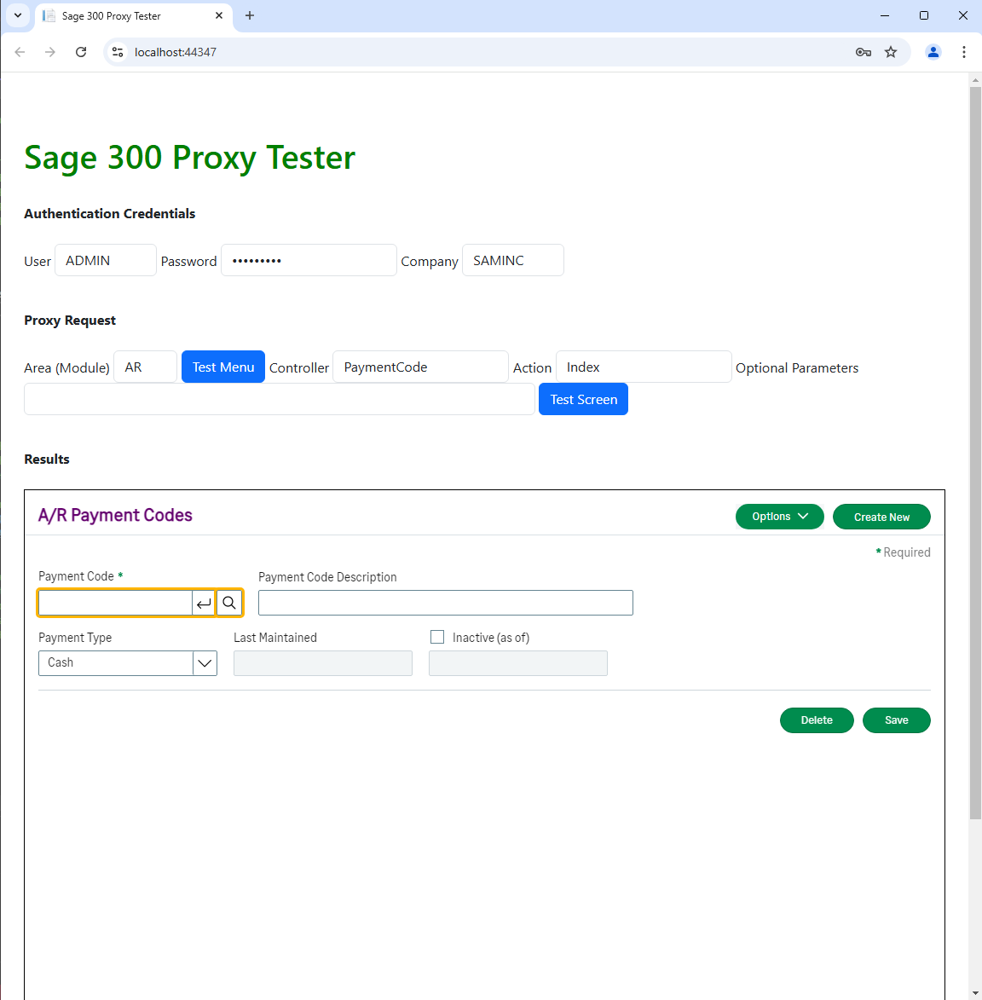 Sage 300 Proxy Tester
localhost:44347
Sage 300 Proxy Tester
Authentication Credentials
User ADMIN Password ••••••••• Company SAMINC
Proxy Request
Area (Module) AR Test Menu Controller PaymentCode Action Index Optional Parameters
Test Screen
Results
A/R Payment Codes Options Create New
* Required
Payment Code * Payment Code Description
Payment Type Last Maintained Inactive (as of)
Cash
Delete Save